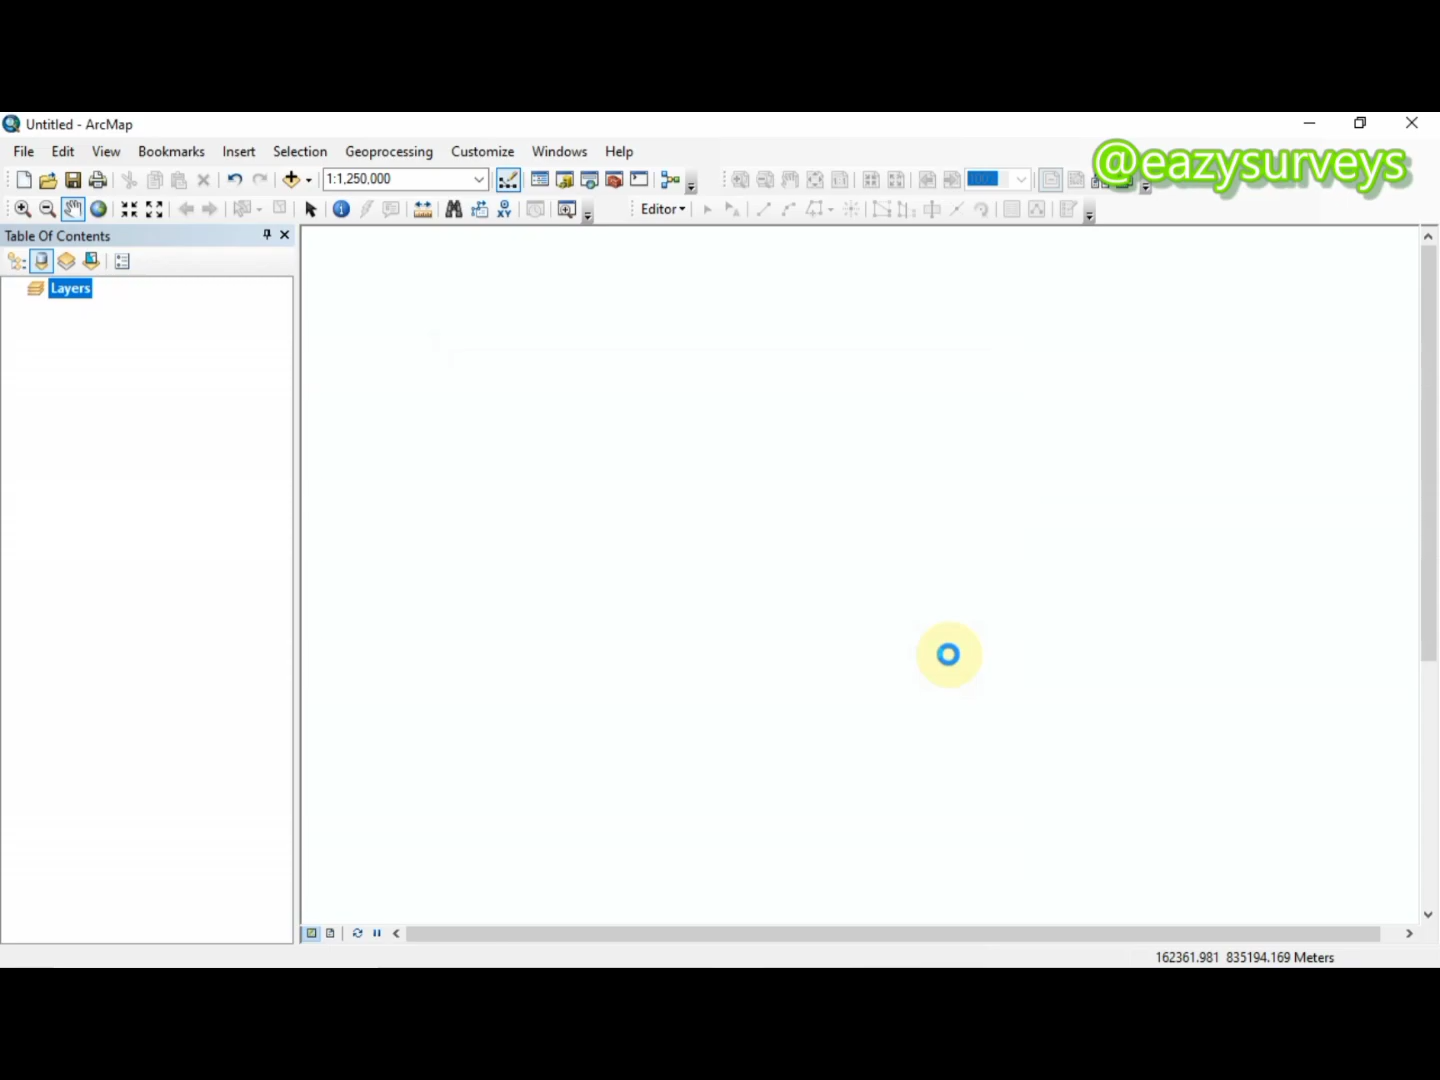 Untitled - ArcMap
File Edit View Bookmarks Insert Selection Geoprocessing Customize Windows Help
@eazysurveys
1:1,250,000
Editor
Table Of Contents
Layers
162361.981 835194.169 Meters